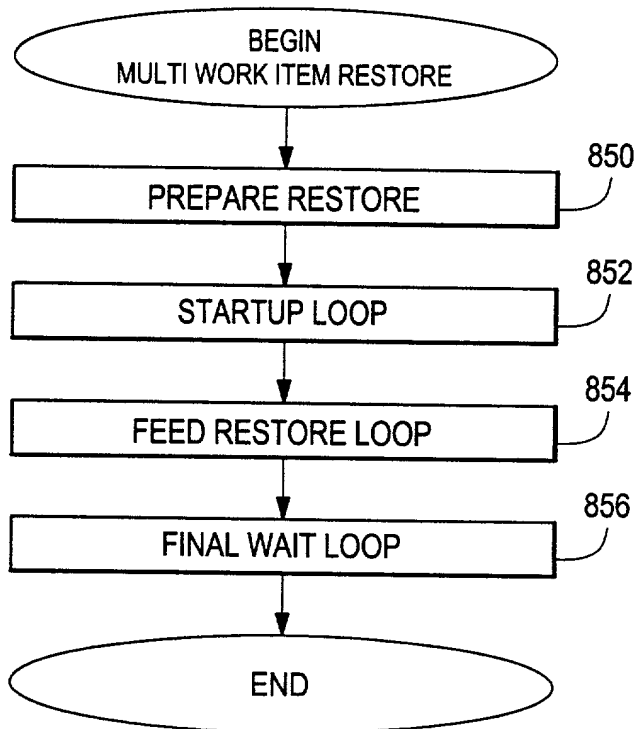 BEGIN
MULTI WORK ITEM RESTORE
850
PREPARE RESTORE
852
STARTUP LOOP
854
FEED RESTORE LOOP
856
FINAL WAIT LOOP
END